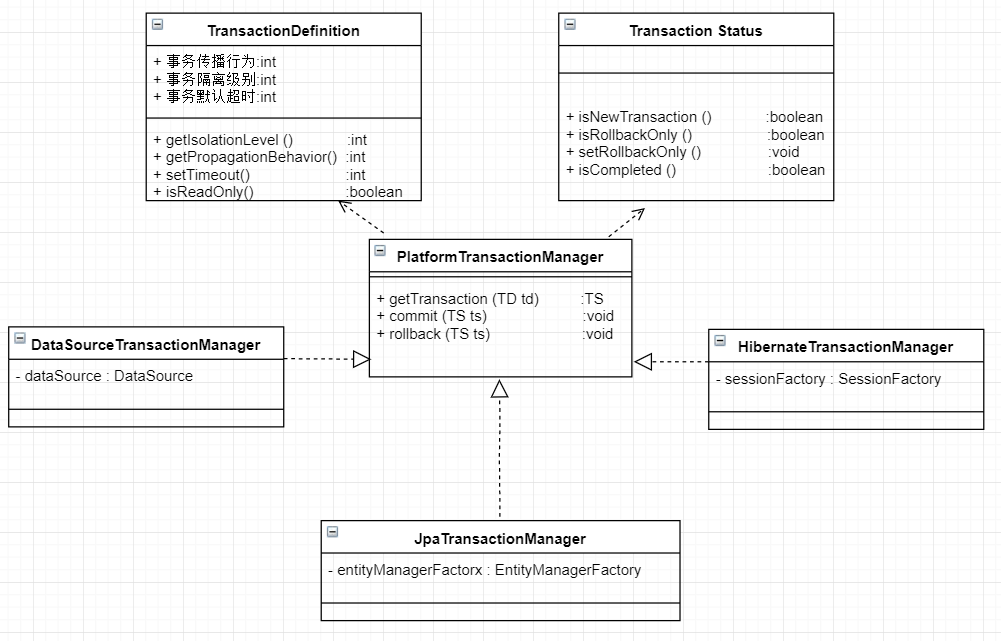 TransactionDefinition
+ 事务传播行为:int
+ 事务隔离级别:int
+ 事务默认超时:int
+ getIsolationLevel () :int
+ getPropagationBehavior() :int
+ setTimeout() :int
+ isReadOnly() :boolean
Transaction Status
+ isNewTransaction () :boolean
+ isRollbackOnly () :boolean
+ setRollbackOnly () :void
+ isCompleted () :boolean
PlatformTransactionManager
+ getTransaction (TD td) :TS
+ commit (TS ts) :void
+ rollback (TS ts) :void
DataSourceTransactionManager
- dataSource : DataSource
HibernateTransactionManager
- sessionFactory : SessionFactory
JpaTransactionManager
- entityManagerFactorx : EntityManagerFactory